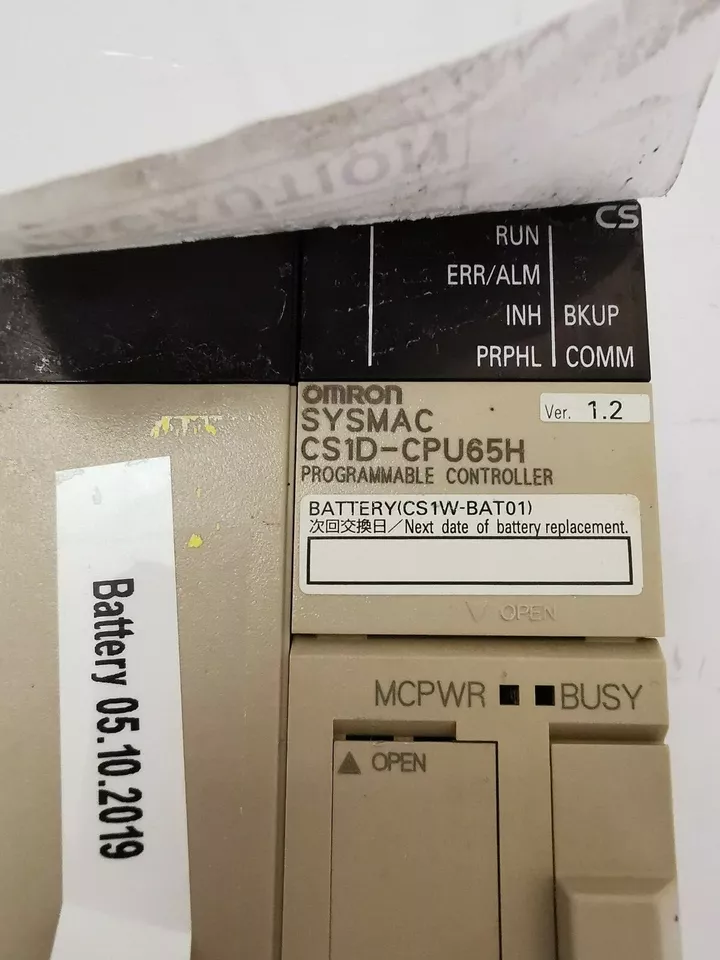 CAUTION
CS
RUN
ERR/ALM
INH BKUP
PRPHL COMM
OMRON
SYSMAC
CS1D-CPU65H
PROGRAMMABLE CONTROLLER
Ver. 1.2
BATTERY(CS1W-BAT01)
次回交換日/Next date of battery replacement.
▽ OPEN
MCPWR BUSY
▲ OPEN
Battery 05.10.2019